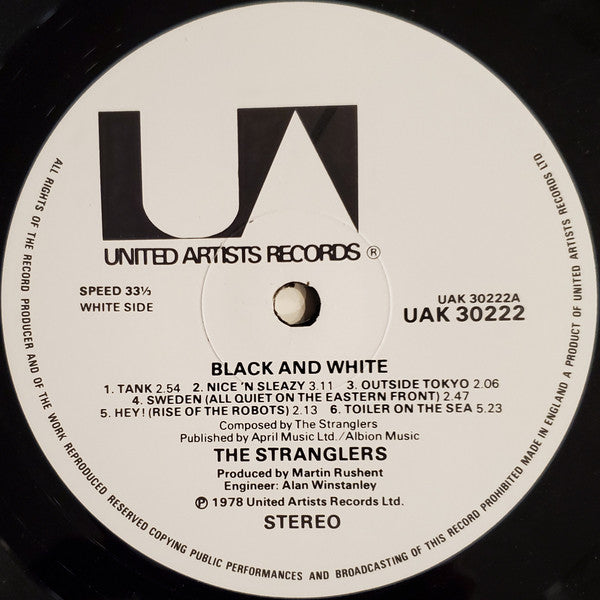 UA
UNITED ARTISTS RECORDS ®
SPEED 33⅓
WHITE SIDE
UAK 30222A
UAK 30222
BLACK AND WHITE
1. TANK 2.54 2. NICE 'N SLEAZY 3.11 3. OUTSIDE TOKYO 2.06
4. SWEDEN (ALL QUIET ON THE EASTERN FRONT) 2.47
5. HEY! (RISE OF THE ROBOTS) 2.13 6. TOILER ON THE SEA 5.23
Composed by The Stranglers
Published by April Music Ltd./Albion Music
THE STRANGLERS
Produced by Martin Rushent
Engineer: Alan Winstanley
℗ 1978 United Artists Records Ltd.
STEREO
ALL RIGHTS OF THE RECORD PRODUCER AND OF THE WORK REPRODUCED RESERVED COPYING PUBLIC PERFORMANCES AND BROADCASTING OF THIS RECORD PROHIBITED MADE IN ENGLAND A PRODUCT OF UNITED ARTISTS RECORDS LTD